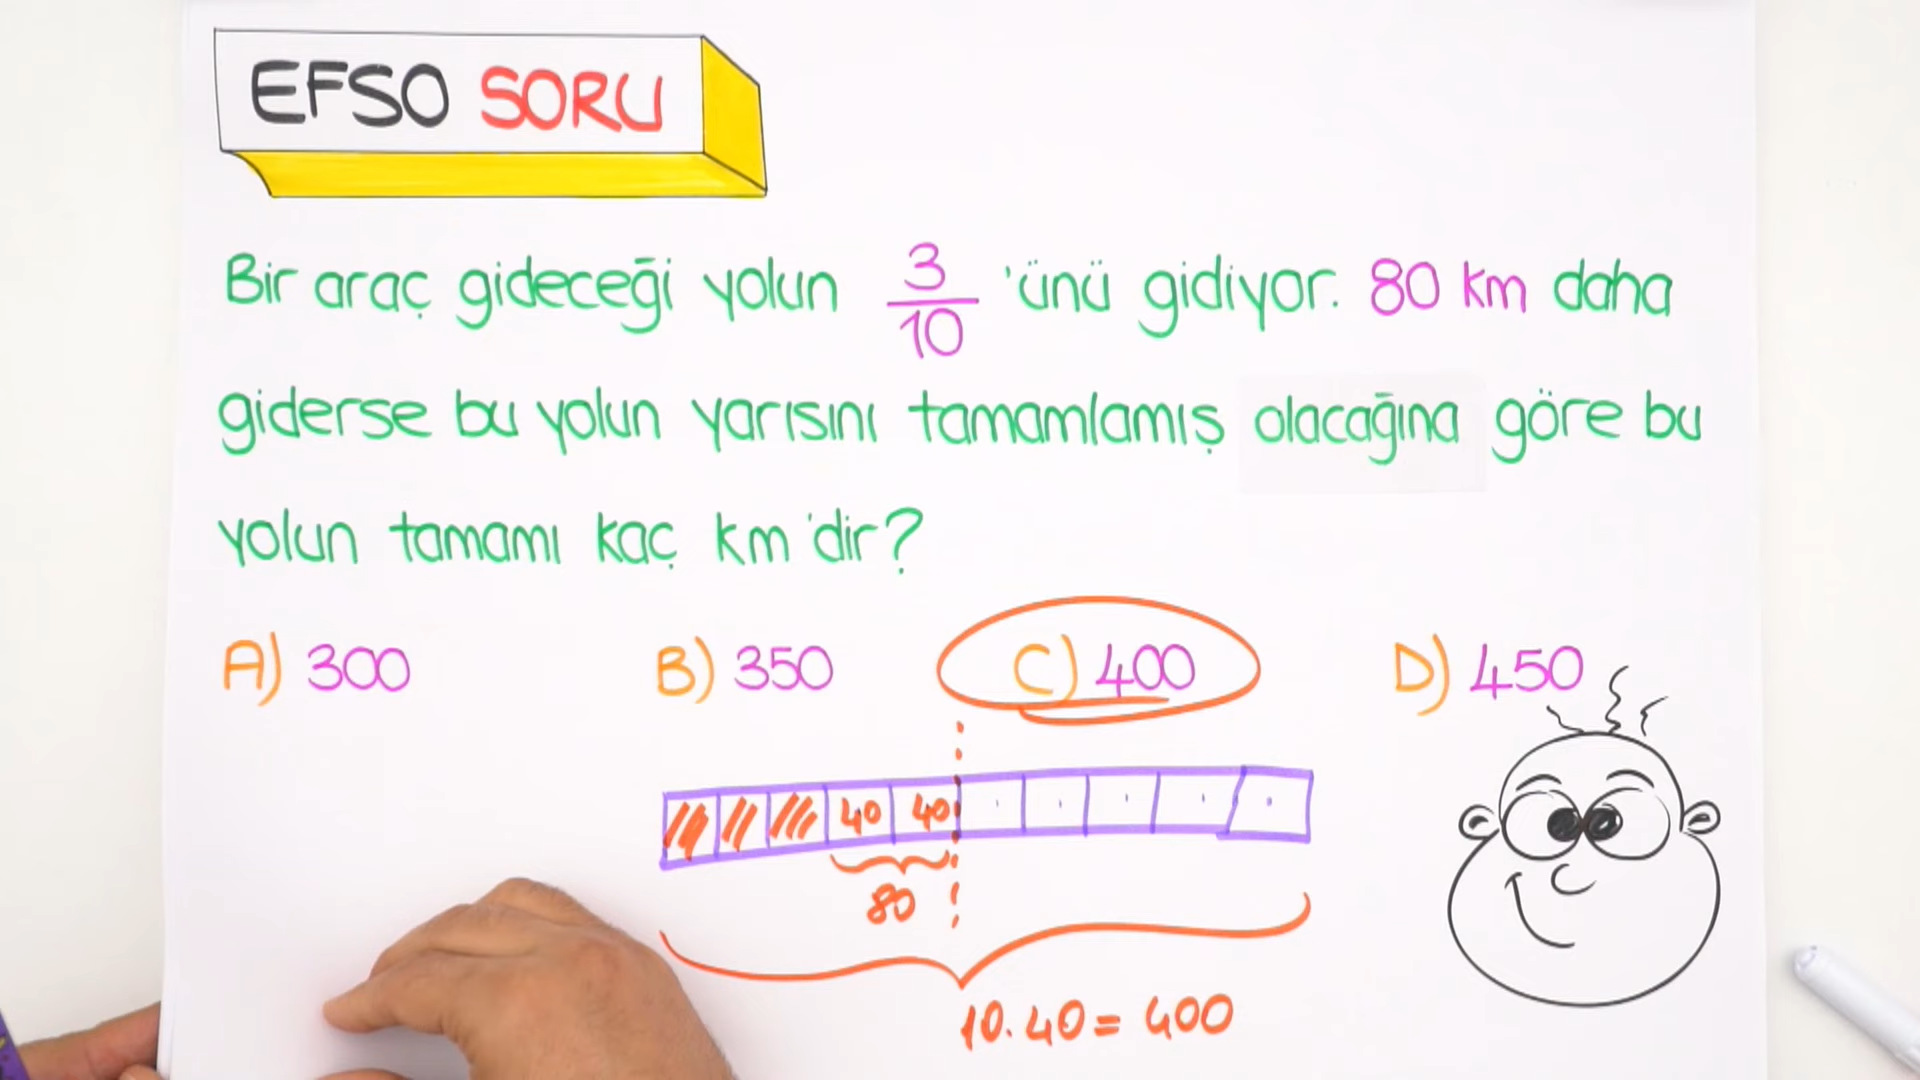 EFSO SORU
Bir araç gideceği yolun 3/10 'ünü gidiyor. 80 km daha
giderse bu yolun yarısını tamamlamış olacağına göre bu
yolun tamamı kaç km'dir?
A) 300 B) 350 C) 400 D) 450
40 40
80
10.40=400